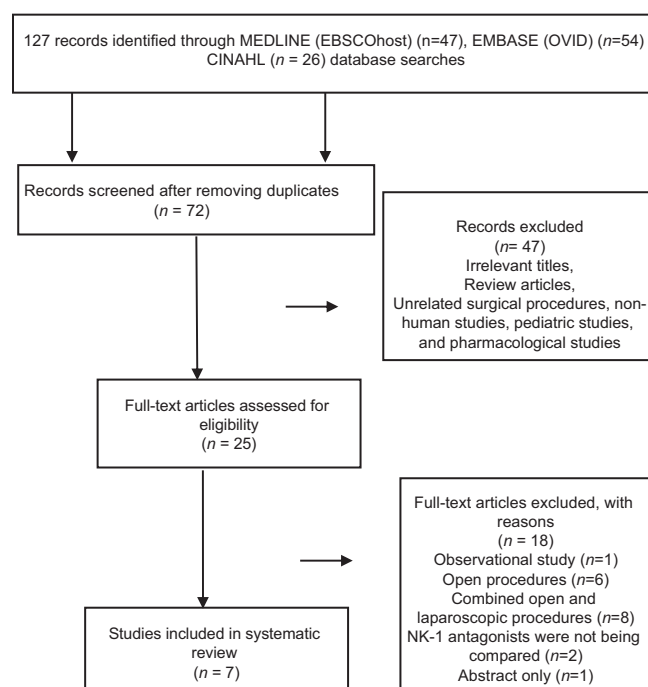 127 records identified through MEDLINE (EBSCOhost) (n=47), EMBASE (OVID) (n=54)
CINAHL (n = 26) database searches
Records screened after removing duplicates
(n = 72)
Records excluded
(n= 47)
Irrelevant titles,
Review articles,
Unrelated surgical procedures, non-
human studies, pediatric studies,
and pharmacological studies
Full-text articles assessed for
eligibility
(n = 25)
Full-text articles excluded, with
reasons
(n = 18)
Observational study (n=1)
Open procedures (n=6)
Combined open and
laparoscopic procedures (n=8)
NK-1 antagonists were not being
compared (n=2)
Abstract only (n=1)
Studies included in systematic
review
(n = 7)